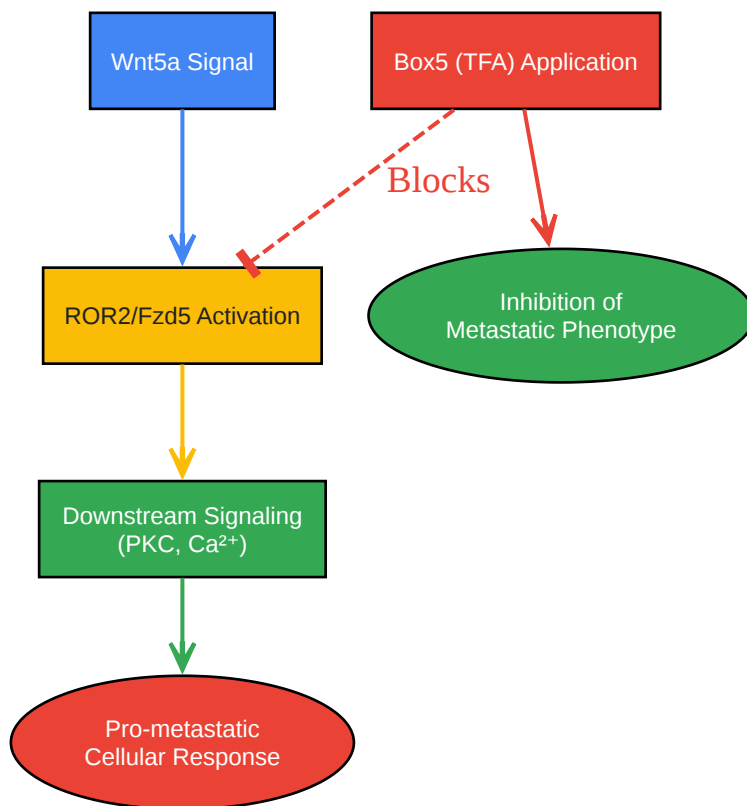 Wnt5a Signal
Box5 (TFA) Application
Blocks
ROR2/Fzd5 Activation
Inhibition of
Metastatic Phenotype
Downstream Signaling
(PKC, Ca²⁺)
Pro-metastatic
Cellular Response